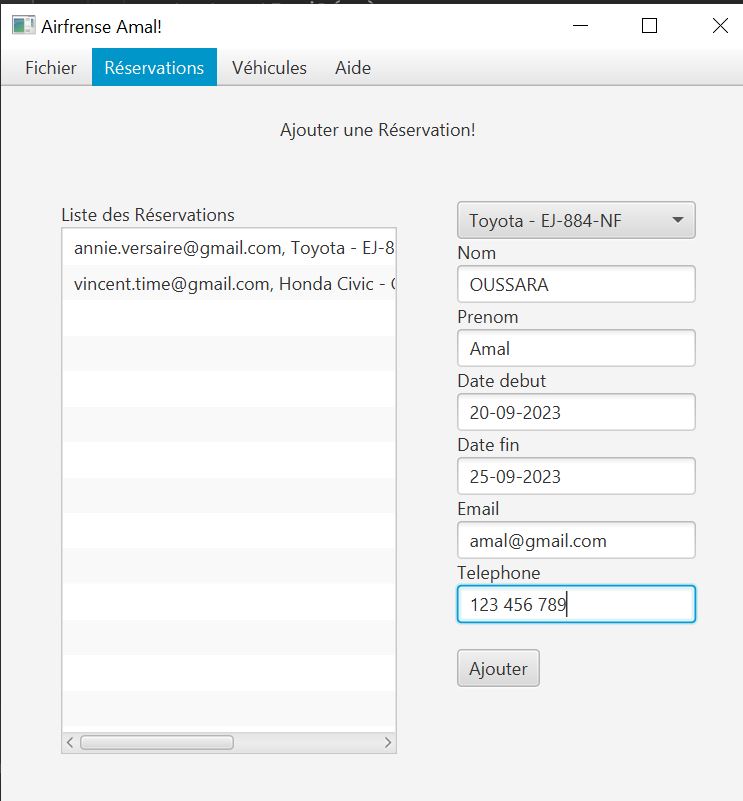 Airfrense Amal!
Fichier Réservations Véhicules Aide
Ajouter une Réservation!
Liste des Réservations
annie.versaire@gmail.com, Toyota - EJ-8
vincent.time@gmail.com, Honda Civic -
Toyota - EJ-884-NF
Nom
OUSSARA
Prenom
Amal
Date debut
20-09-2023
Date fin
25-09-2023
Email
amal@gmail.com
Telephone
123 456 789
Ajouter